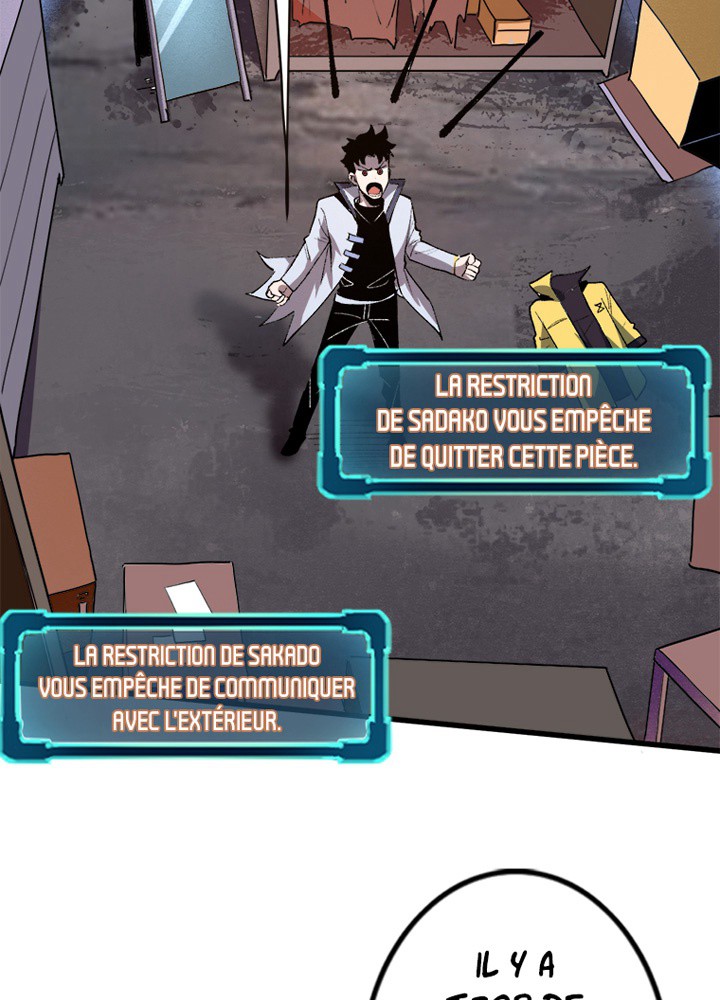 LA RESTRICTION
DE SADAKO VOUS EMPÊCHE
DE QUITTER CETTE PIÈCE.
LA RESTRICTION DE SAKADO
VOUS EMPÊCHE DE COMMUNIQUER
AVEC L'EXTÉRIEUR.
IL Y A